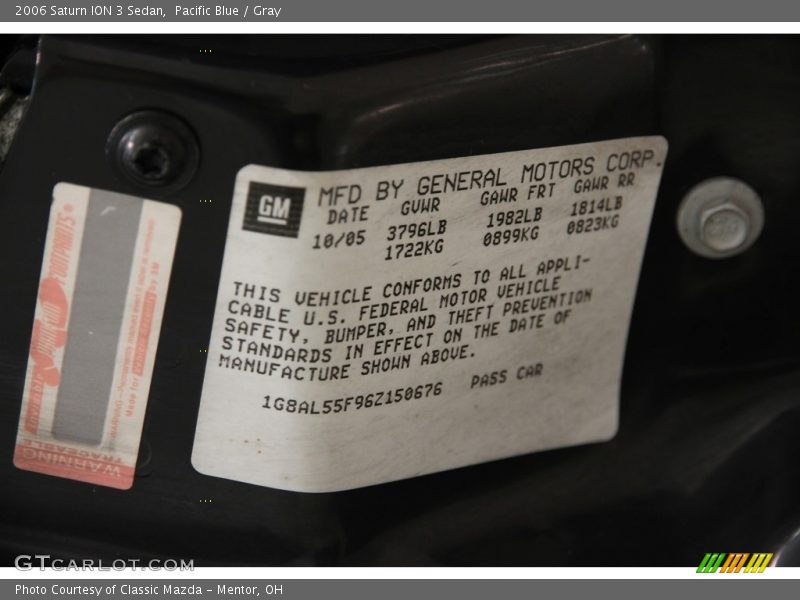 2006 Saturn ION 3 Sedan, Pacific Blue / Gray
GM
MFD BY GENERAL MOTORS CORP.
DATE GVWR GAWR FRT GAWR RR
10/05 3796LB 1982LB 1814LB
1722KG 0899KG 0823KG
THIS VEHICLE CONFORMS TO ALL APPLI-
CABLE U.S. FEDERAL MOTOR VEHICLE
SAFETY, BUMPER, AND THEFT PREVENTION
STANDARDS IN EFFECT ON THE DATE OF
MANUFACTURE SHOWN ABOVE.
1G8AL55F96Z150676 PASS CAR
WARNING
TRACEABLE
GTCARLOT.COM
Photo Courtesy of Classic Mazda - Mentor, OH